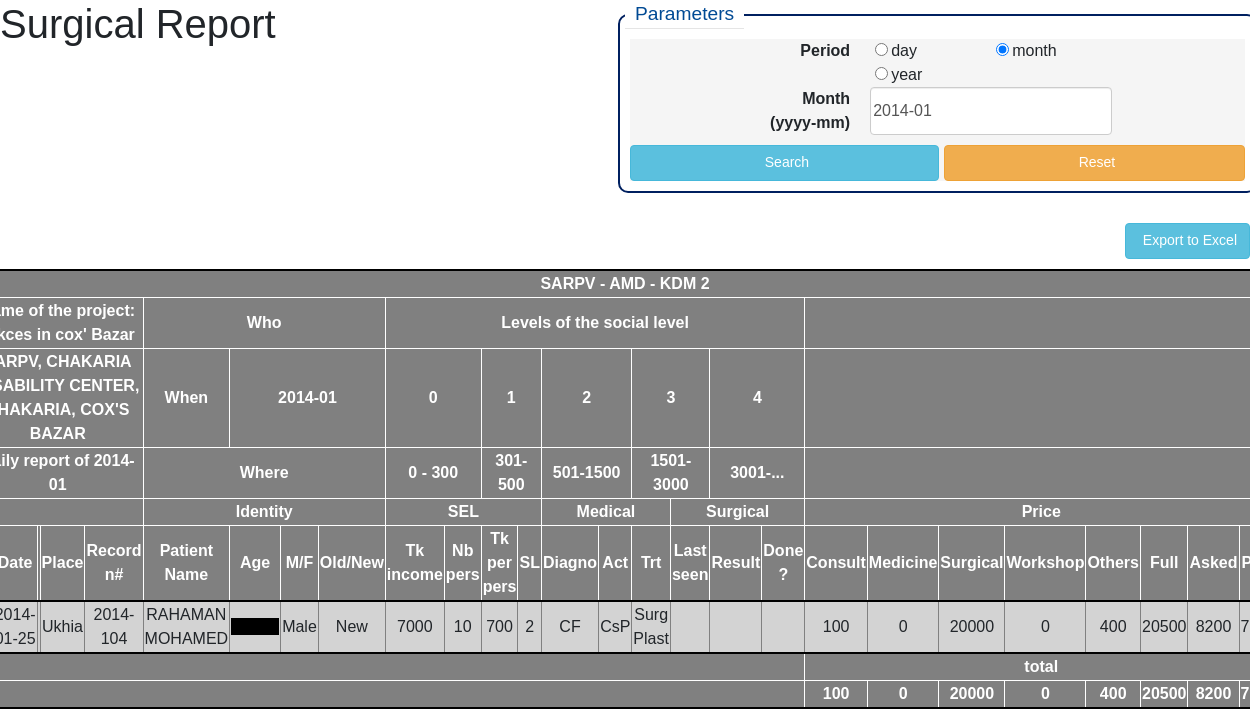 Surgical Report
Parameters
Period day month
year
Month
(yyyy-mm) 2014-01
Search Reset
Export to Excel
SARPV - AMD - KDM 2
me of the project:
kces in cox' Bazar
Who Levels of the social level
ARPV, CHAKARIA
SABILITY CENTER,
HAKARIA, COX'S
BAZAR
When 2014-01 0 1 2 3 4
ily report of 2014-
01
Where 0 - 300 301-
500 501-1500 1501-
3000 3001-...
Identity SEL Medical Surgical Price
Date Place Record
n# Patient
Name Age M/F Old/New Tk
income Nb
pers Tk
per
pers SL Diagno Act Trt Last
seen Result Done
? Consult Medicine Surgical Workshop Others Full Asked P
2014-
01-25 Ukhia 2014-
104 RAHAMAN
MOHAMED Male New 7000 10 700 2 CF CsP Surg
Plast 100 0 20000 0 400 20500 8200 7
total
100 0 20000 0 400 20500 8200 7